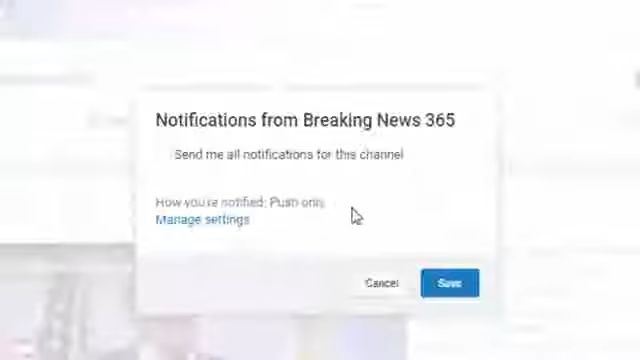 Notifications from Breaking News 365
Send me all notifications for this channel
How you're notified: Push only
Manage settings
Cancel
Save